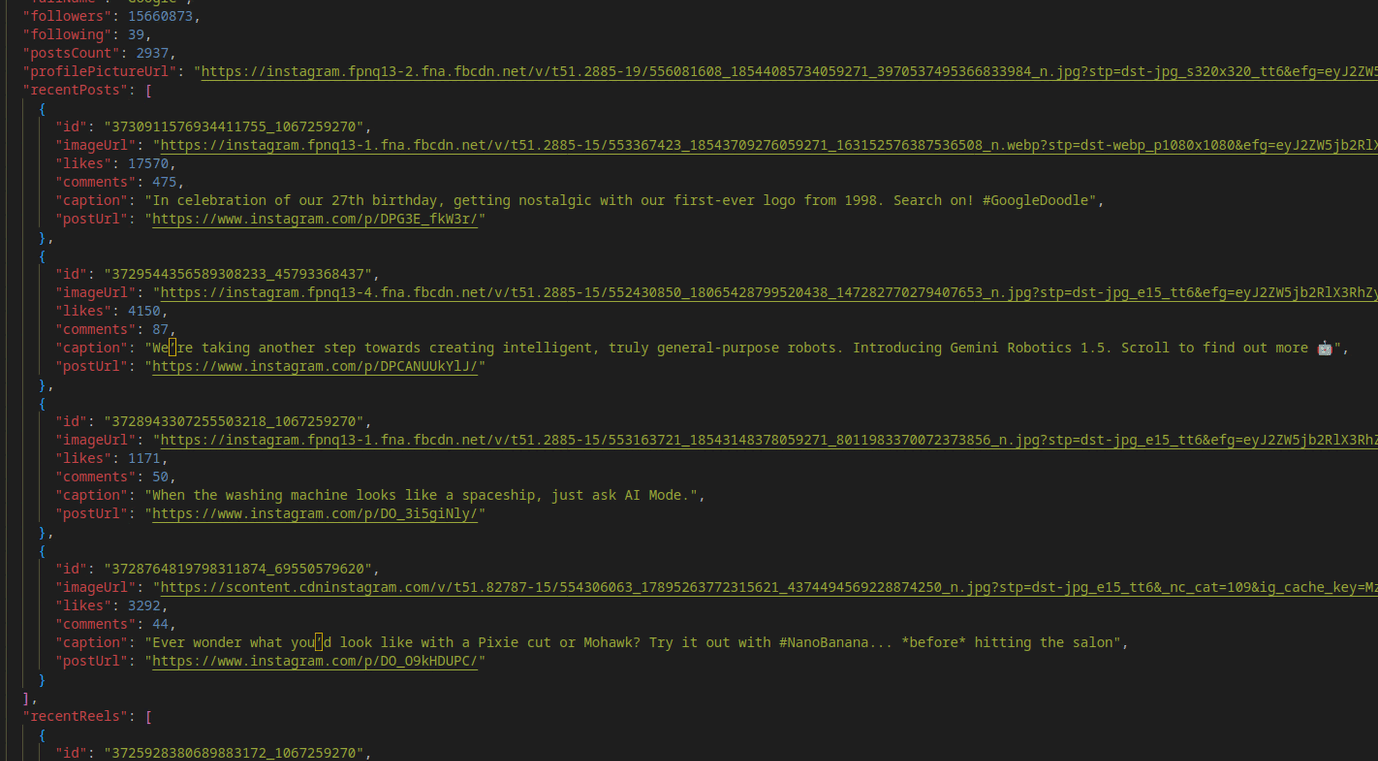 "followers": 15660873,
"following": 39,
"postsCount": 2937,
"profilePictureUrl": "https://instagram.fpnq13-2.fna.fbcdn.net/v/t51.2885-19/556081608_18544085734059271_3970537495366833984_n.jpg?stp=dst-jpg_s320x320_tt6&efg=eyJ2ZW5
"recentPosts": [
{
"id": "3730911576934411755_1067259270",
"imageUrl": "https://instagram.fpnq13-1.fna.fbcdn.net/v/t51.2885-15/553367423_18543709276059271_163152576387536508_n.webp?stp=dst-webp_p1080x1080&efg=eyJ2ZW5jb2RlX
"likes": 17570,
"comments": 475,
"caption": "In celebration of our 27th birthday, getting nostalgic with our first-ever logo from 1998. Search on! #GoogleDoodle",
"postUrl": "https://www.instagram.com/p/DPG3E_fkW3r/"
},
{
"id": "3729544356589308233_45793368437",
"imageUrl": "https://instagram.fpnq13-4.fna.fbcdn.net/v/t51.2885-15/552430850_18065428799520438_147282770279407653_n.jpg?stp=dst-jpg_e15_tt6&efg=eyJ2ZW5jb2RlX3RhZy
"likes": 4150,
"comments": 87,
"caption": "We’re taking another step towards creating intelligent, truly general-purpose robots. Introducing Gemini Robotics 1.5. Scroll to find out more 🤖",
"postUrl": "https://www.instagram.com/p/DPCANUUkYlJ/"
},
{
"id": "3728943307255503218_1067259270",
"imageUrl": "https://instagram.fpnq13-1.fna.fbcdn.net/v/t51.2885-15/553163721_18543148378059271_8011983370072373856_n.jpg?stp=dst-jpg_e15_tt6&efg=eyJ2ZW5jb2RlX3RhZ
"likes": 1171,
"comments": 50,
"caption": "When the washing machine looks like a spaceship, just ask AI Mode.",
"postUrl": "https://www.instagram.com/p/DO_3i5giNly/"
},
{
"id": "3728764819798311874_69550579620",
"imageUrl": "https://scontent.cdninstagram.com/v/t51.82787-15/554306063_17895263772315621_4374494569228874250_n.jpg?stp=dst-jpg_e15_tt6&_nc_cat=109&ig_cache_key=Mz
"likes": 3292,
"comments": 44,
"caption": "Ever wonder what you’d look like with a Pixie cut or Mohawk? Try it out with #NanoBanana... *before* hitting the salon",
"postUrl": "https://www.instagram.com/p/DO_O9kHDUPC/"
}
],
"recentReels": [
{
"id": "3725928380689883172_1067259270",